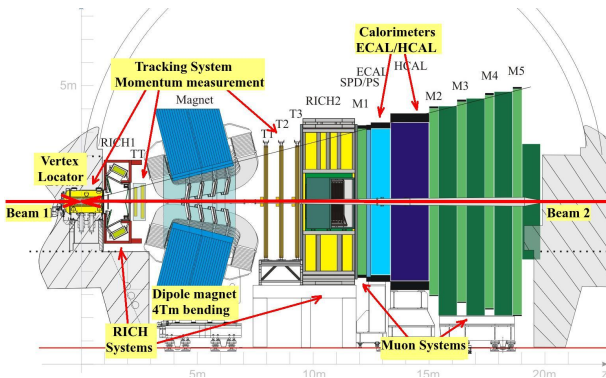 Calorimeters
ECAL/HCAL
Tracking System
Momentum measurement
HCAL
ECAL
SPD/PS
5m
Magnet
M1
M2
M3
M4
M5
RICH2
T1
T2
T3
RICH1
TT
Vertex
Locator
Beam 1
Beam 2
Dipole magnet
4Tm bending
RICH
Systems
Muon Systems
5m
10m
15m
20m